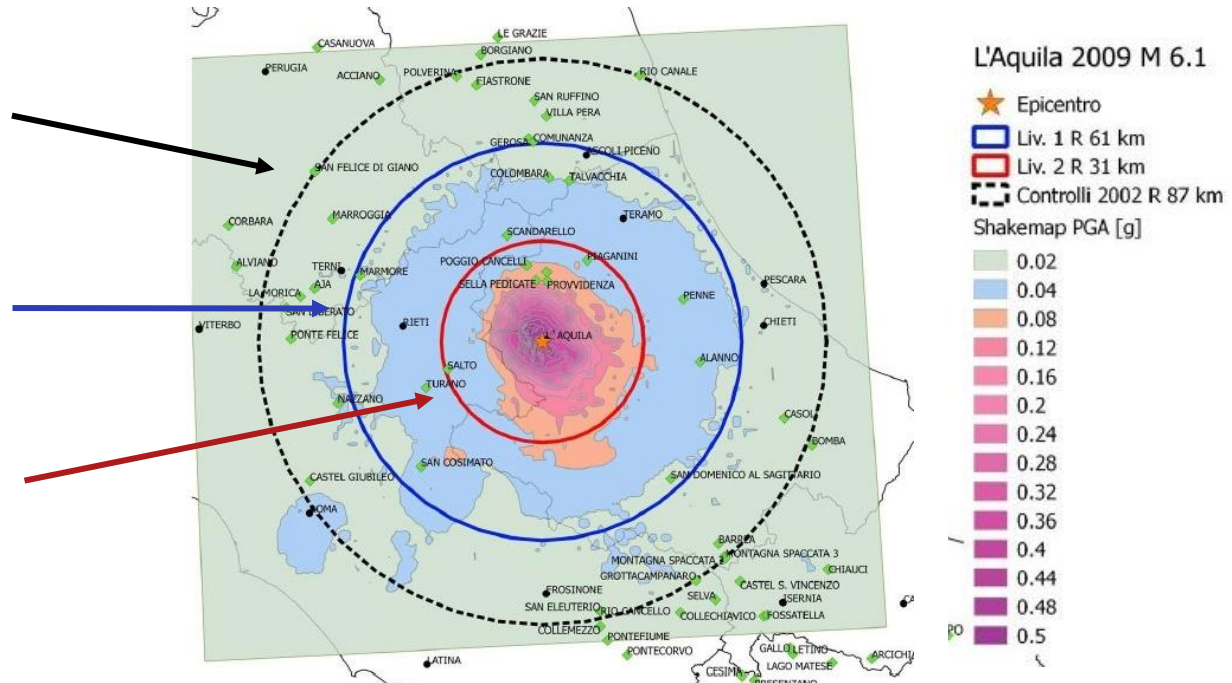 LE GRAZIE
CASANUOVA
BORGIANO
PERUGIA
POLVERINA
ACCIANO
FIASTRONE
RIO CANALE
SAN RUFFINO
VILLA PERA
GEROSA
COMUNANZA
ASCOLI PICENO
SAN FELICE DI GIANO
COLOMBARA
TALVACCHIA
MARROGGIA
TERAMO
CORBARA
SCANDARELLO
PIAGANINI
ALVIANO
TERNI
MARMORE
POGGIO CANCELLI
LA MORICA
AJA
SELLA PEDICATE
PROVVIDENZA
PENNE
PESCARA
SAN LIBERATO
VITERBO
RIETI
CHIETI
PONTE FELICE
L'AQUILA
SALTO
ALANNO
TURANO
NAZZANO
CASOLI
BOMBA
SAN COSIMATO
SAN DOMENICO AL SAGITTARIO
CASTEL GIUBILEO
ROMA
BARREA
MONTAGNA SPACCATA 2
MONTAGNA SPACCATA 3
CHIAUCI
GROTTACAMPANARO
CASTEL S. VINCENZO
FROSINONE
SELVA
ISERNIA
SAN ELEUTERIO
RIO CANCELLO
COLLECHIAVICO
FOSSATELLA
COLLEMEZZO
PONTEFIUME
LATINA
PONTECORVO
GALLO
LETINO
LAGO MATESE
ARCICHI
CESIMA
PRESENZANO
CA
PO
L'Aquila 2009 M 6.1
Epicentro
Liv. 1 R 61 km
Liv. 2 R 31 km
Controlli 2002 R 87 km
Shakemap PGA [g]
0.02
0.04
0.08
0.12
0.16
0.2
0.24
0.28
0.32
0.36
0.4
0.44
0.48
0.5